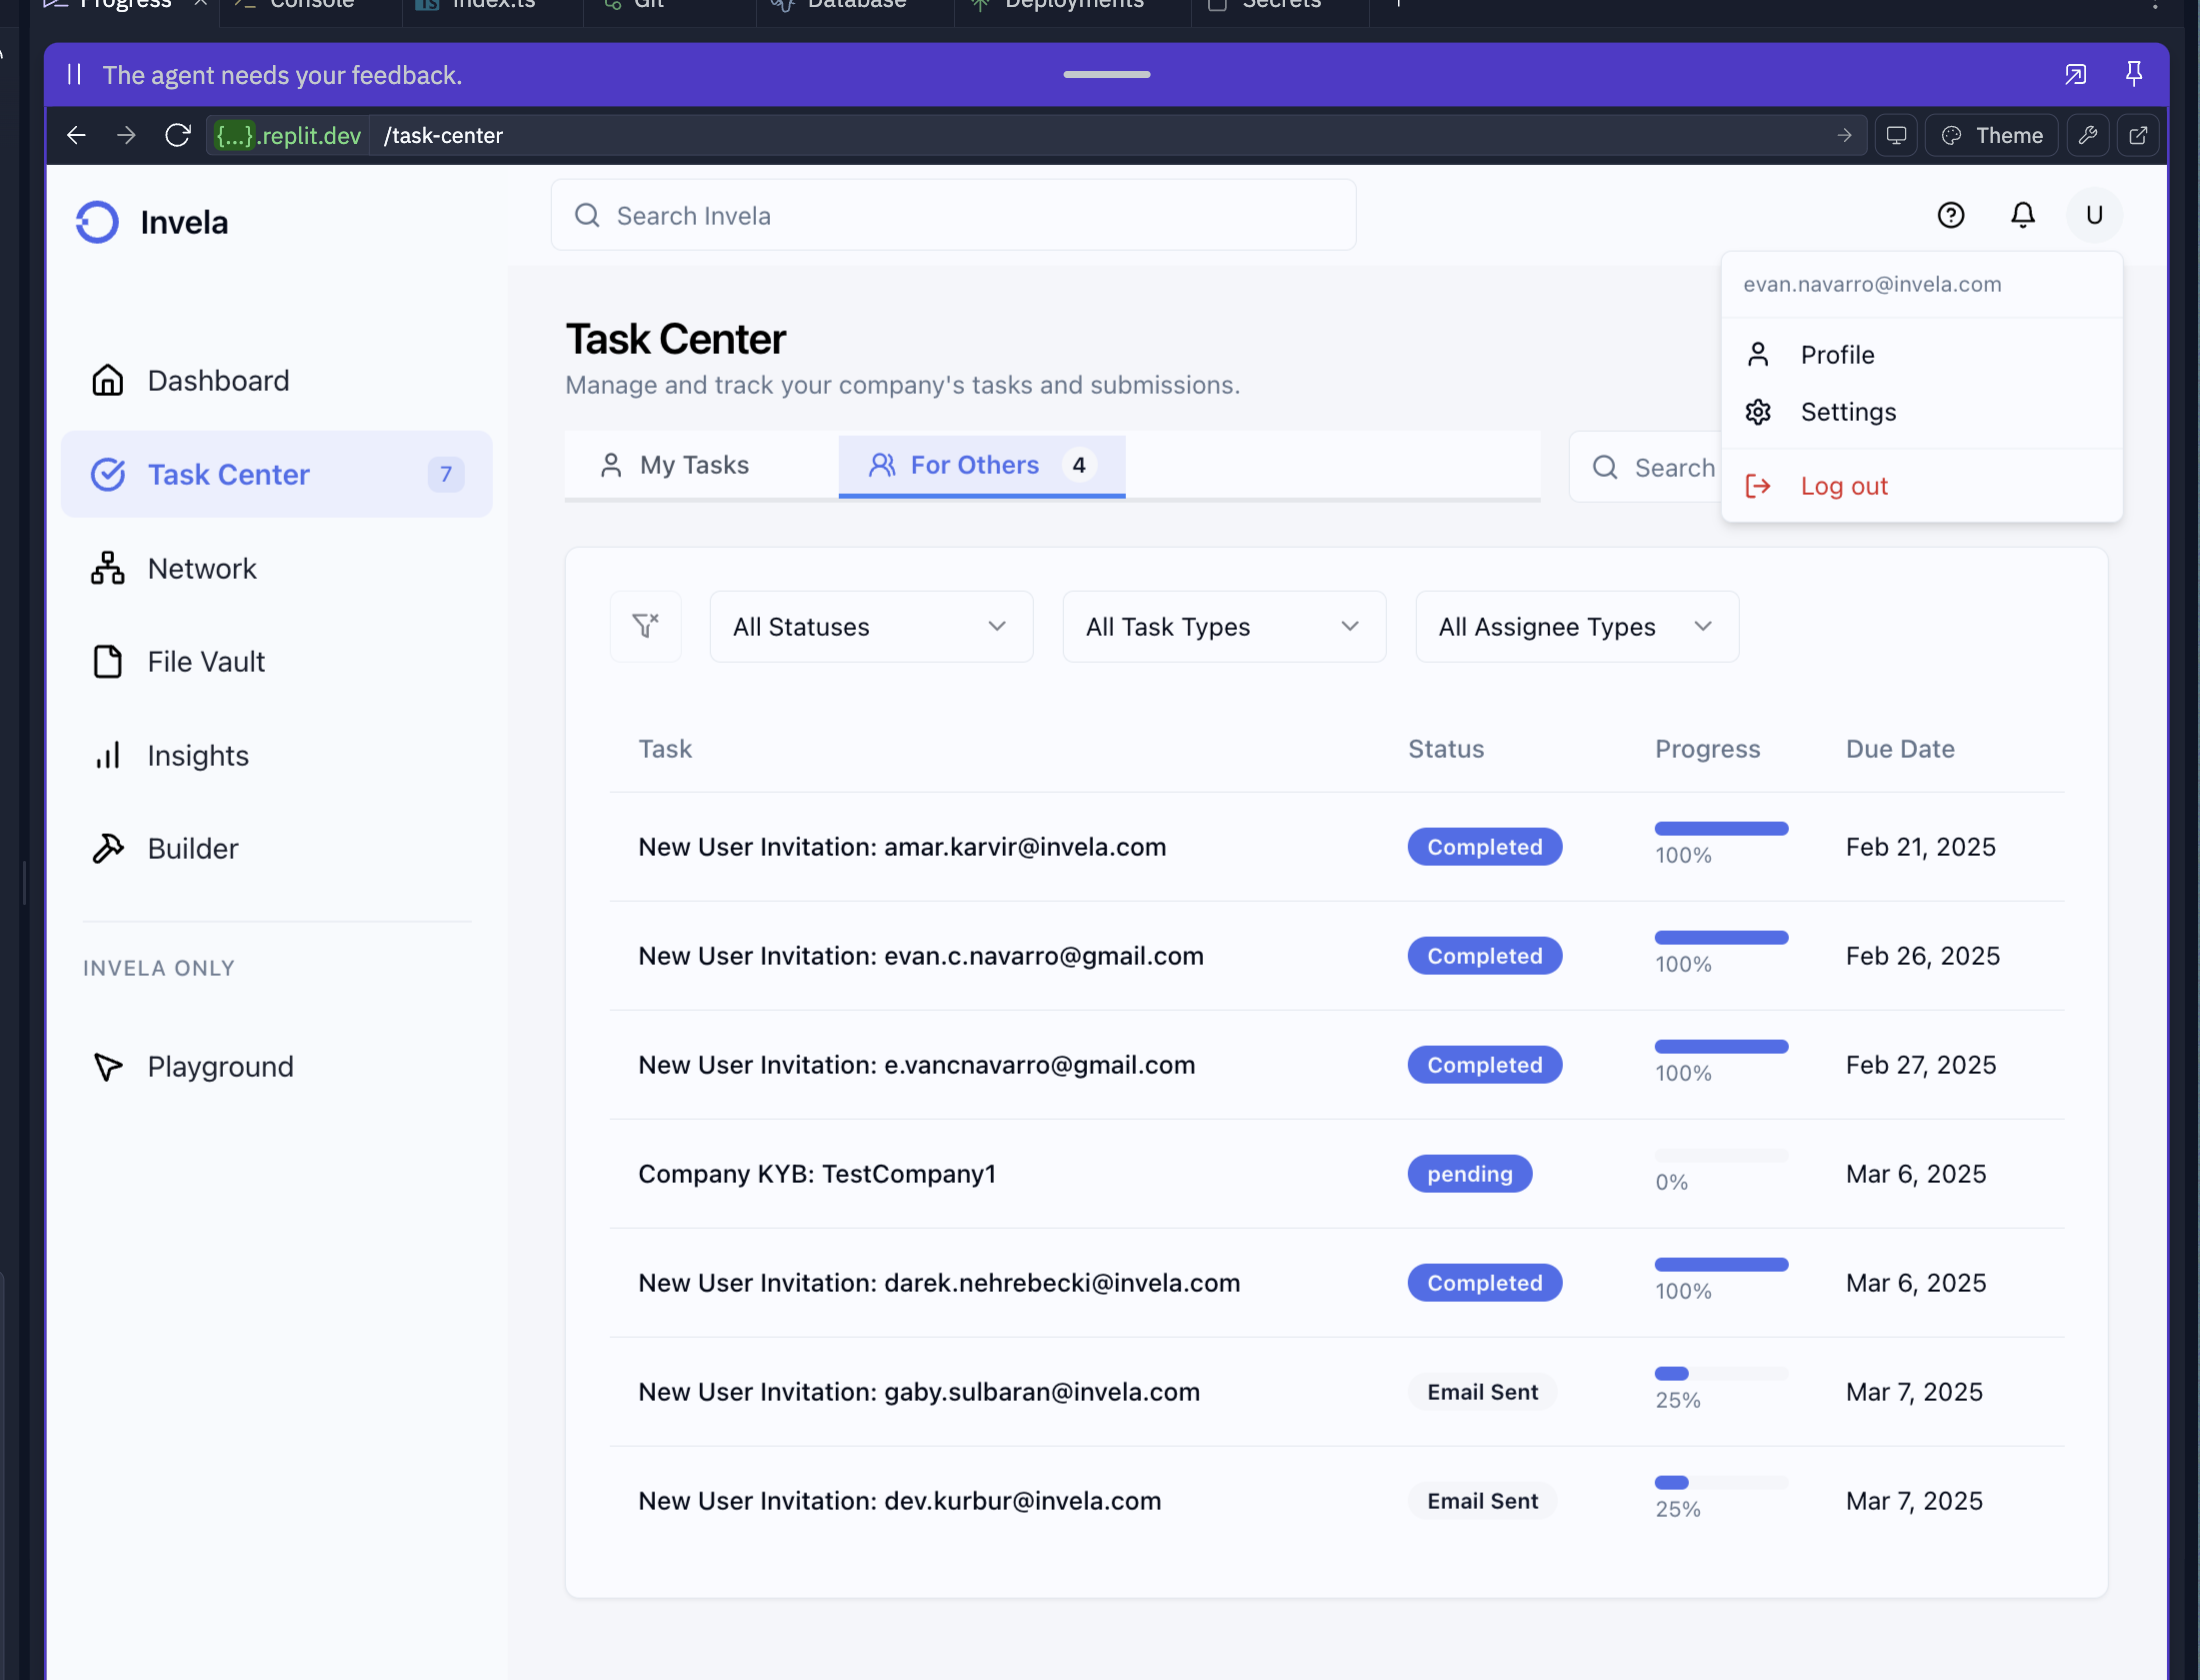 Progress Console index.ts Git Database Deployments Secrets
The agent needs your feedback.
{...}.replit.dev /task-center Theme
Invela
Search Invela
U
evan.navarro@invela.com
Profile
Settings
Log out
Dashboard
Task Center 7
Network
File Vault
Insights
Builder
INVELA ONLY
Playground
Task Center
Manage and track your company's tasks and submissions.
My Tasks For Others 4 Search
All Statuses All Task Types All Assignee Types
Task Status Progress Due Date
New User Invitation: amar.karvir@invela.com Completed 100% Feb 21, 2025
New User Invitation: evan.c.navarro@gmail.com Completed 100% Feb 26, 2025
New User Invitation: e.vancnavarro@gmail.com Completed 100% Feb 27, 2025
Company KYB: TestCompany1 pending 0% Mar 6, 2025
New User Invitation: darek.nehrebecki@invela.com Completed 100% Mar 6, 2025
New User Invitation: gaby.sulbaran@invela.com Email Sent 25% Mar 7, 2025
New User Invitation: dev.kurbur@invela.com Email Sent 25% Mar 7, 2025